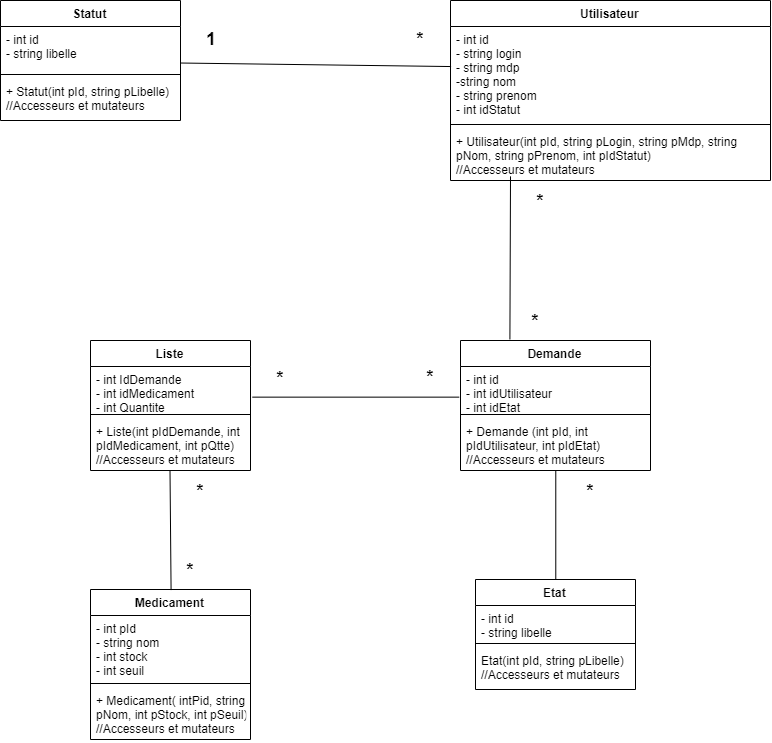 Statut
- int id
- string libelle
+ Statut(int pId, string pLibelle)
//Accesseurs et mutateurs
1
*
Utilisateur
- int id
- string login
- string mdp
-string nom
- string prenom
- int idStatut
+ Utilisateur(int pId, string pLogin, string pMdp, string
pNom, string pPrenom, int pIdStatut)
//Accesseurs et mutateurs
*
*
Liste
- int IdDemande
- int idMedicament
- int Quantite
+ Liste(int pIdDemande, int
pIdMedicament, int pQtte)
//Accesseurs et mutateurs
*
*
Demande
- int id
- int idUtilisateur
- int idEtat
+ Demande (int pId, int
pIdUtilisateur, int pIdEtat)
//Accesseurs et mutateurs
*
*
*
Medicament
- int pId
- string nom
- int stock
- int seuil
+ Medicament( intPid, string
pNom, int pStock, int pSeuil)
//Accesseurs et mutateurs
Etat
- int id
- string libelle
Etat(int pId, string pLibelle)
//Accesseurs et mutateurs